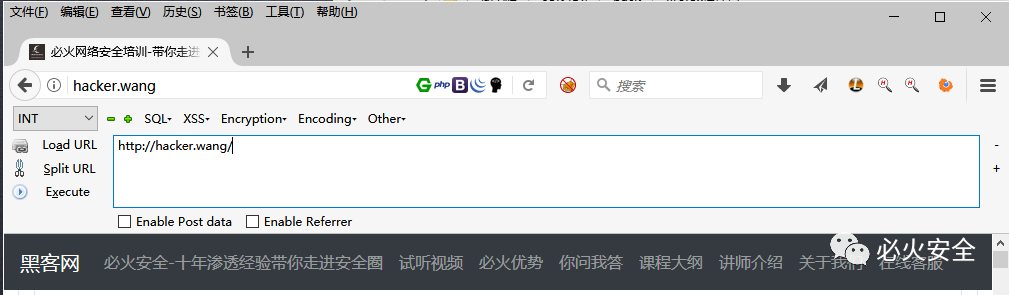 文件(F) 编辑(E) 查看(V) 历史(S) 书签(B) 工具(T) 帮助(H)
必火网络安全培训-带你走进
hacker.wang php B 搜索
INT SQL XSS Encryption Encoding Other
Load URL http://hacker.wang/ -
Split URL +
Execute
Enable Post data Enable Referrer
必火安全
黑客网 必火安全-十年渗透经验带你走进安全圈 试听视频 必火优势 你问我答 课程大纲 讲师介绍 关于我们 在线客服